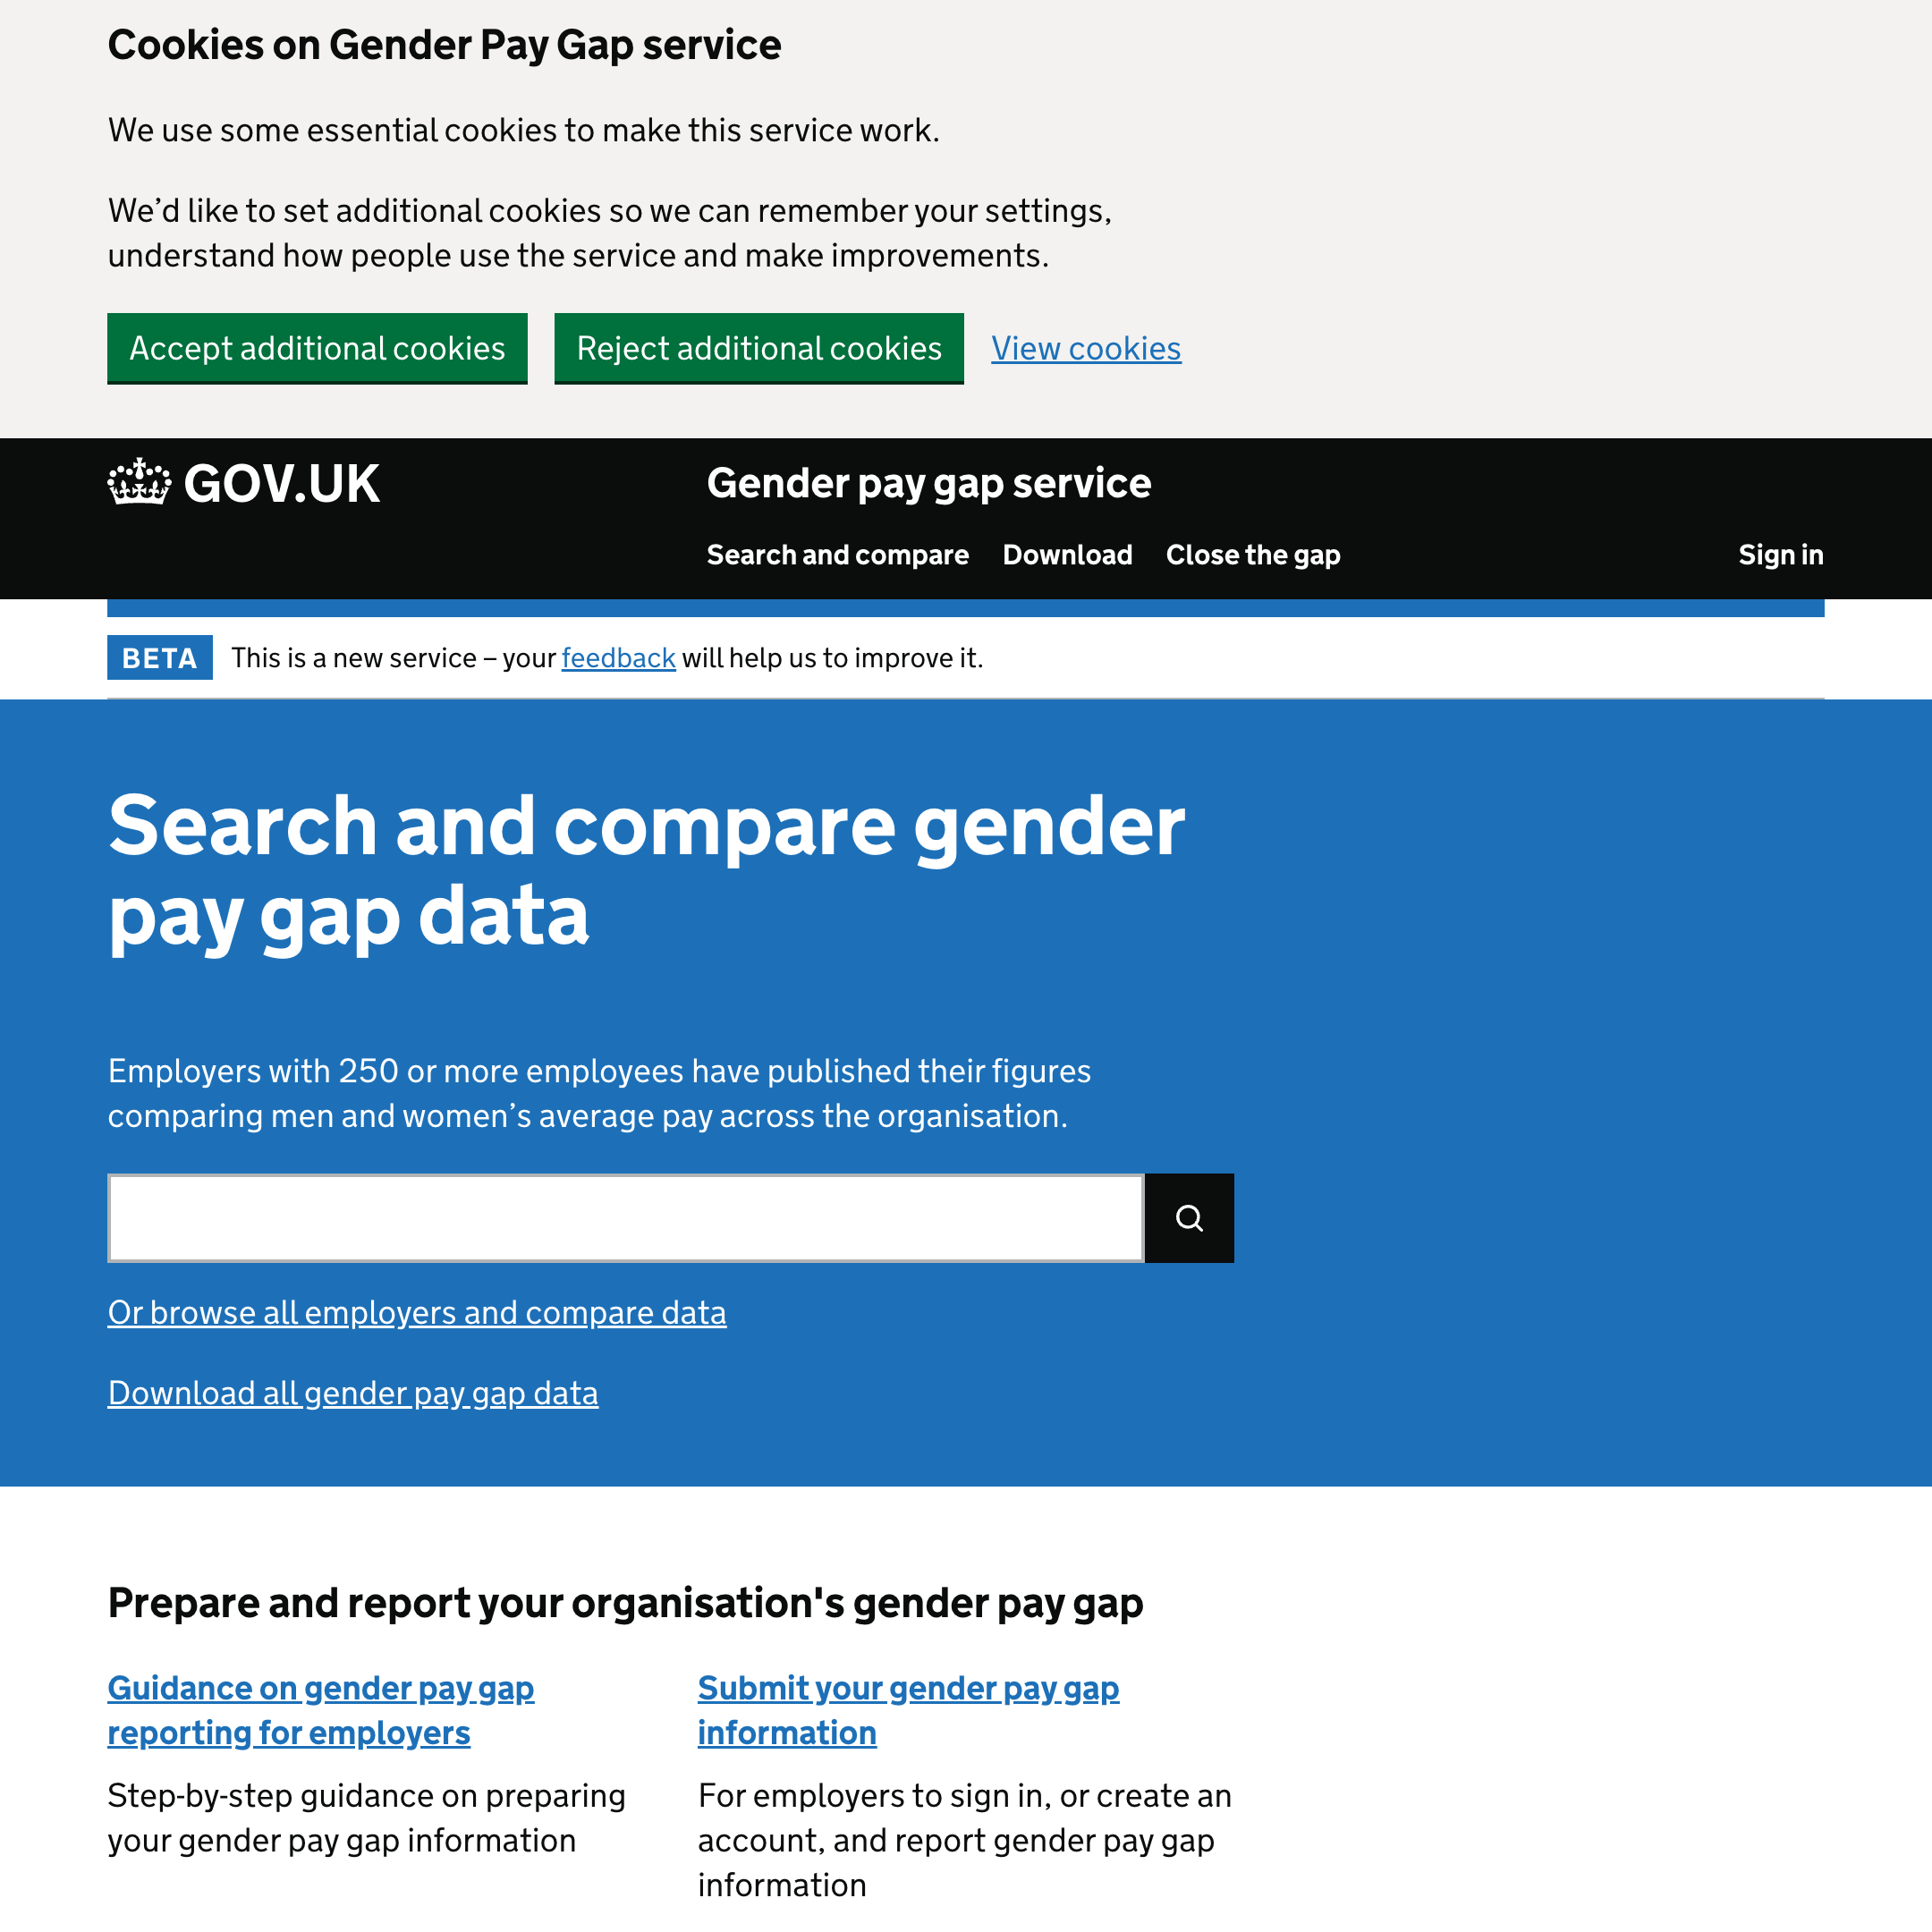 Cookies on Gender Pay Gap service
We use some essential cookies to make this service work.
We’d like to set additional cookies so we can remember your settings,
understand how people use the service and make improvements.
Accept additional cookies
Reject additional cookies
View cookies
GOV.UK
Gender pay gap service
Search and compare
Download
Close the gap
Sign in
BETA
This is a new service – your feedback will help us to improve it.
Search and compare gender
pay gap data
Employers with 250 or more employees have published their figures
comparing men and women’s average pay across the organisation.
Or browse all employers and compare data
Download all gender pay gap data
Prepare and report your organisation's gender pay gap
Guidance on gender pay gap
reporting for employers
Step-by-step guidance on preparing
your gender pay gap information
Submit your gender pay gap
information
For employers to sign in, or create an
account, and report gender pay gap
information